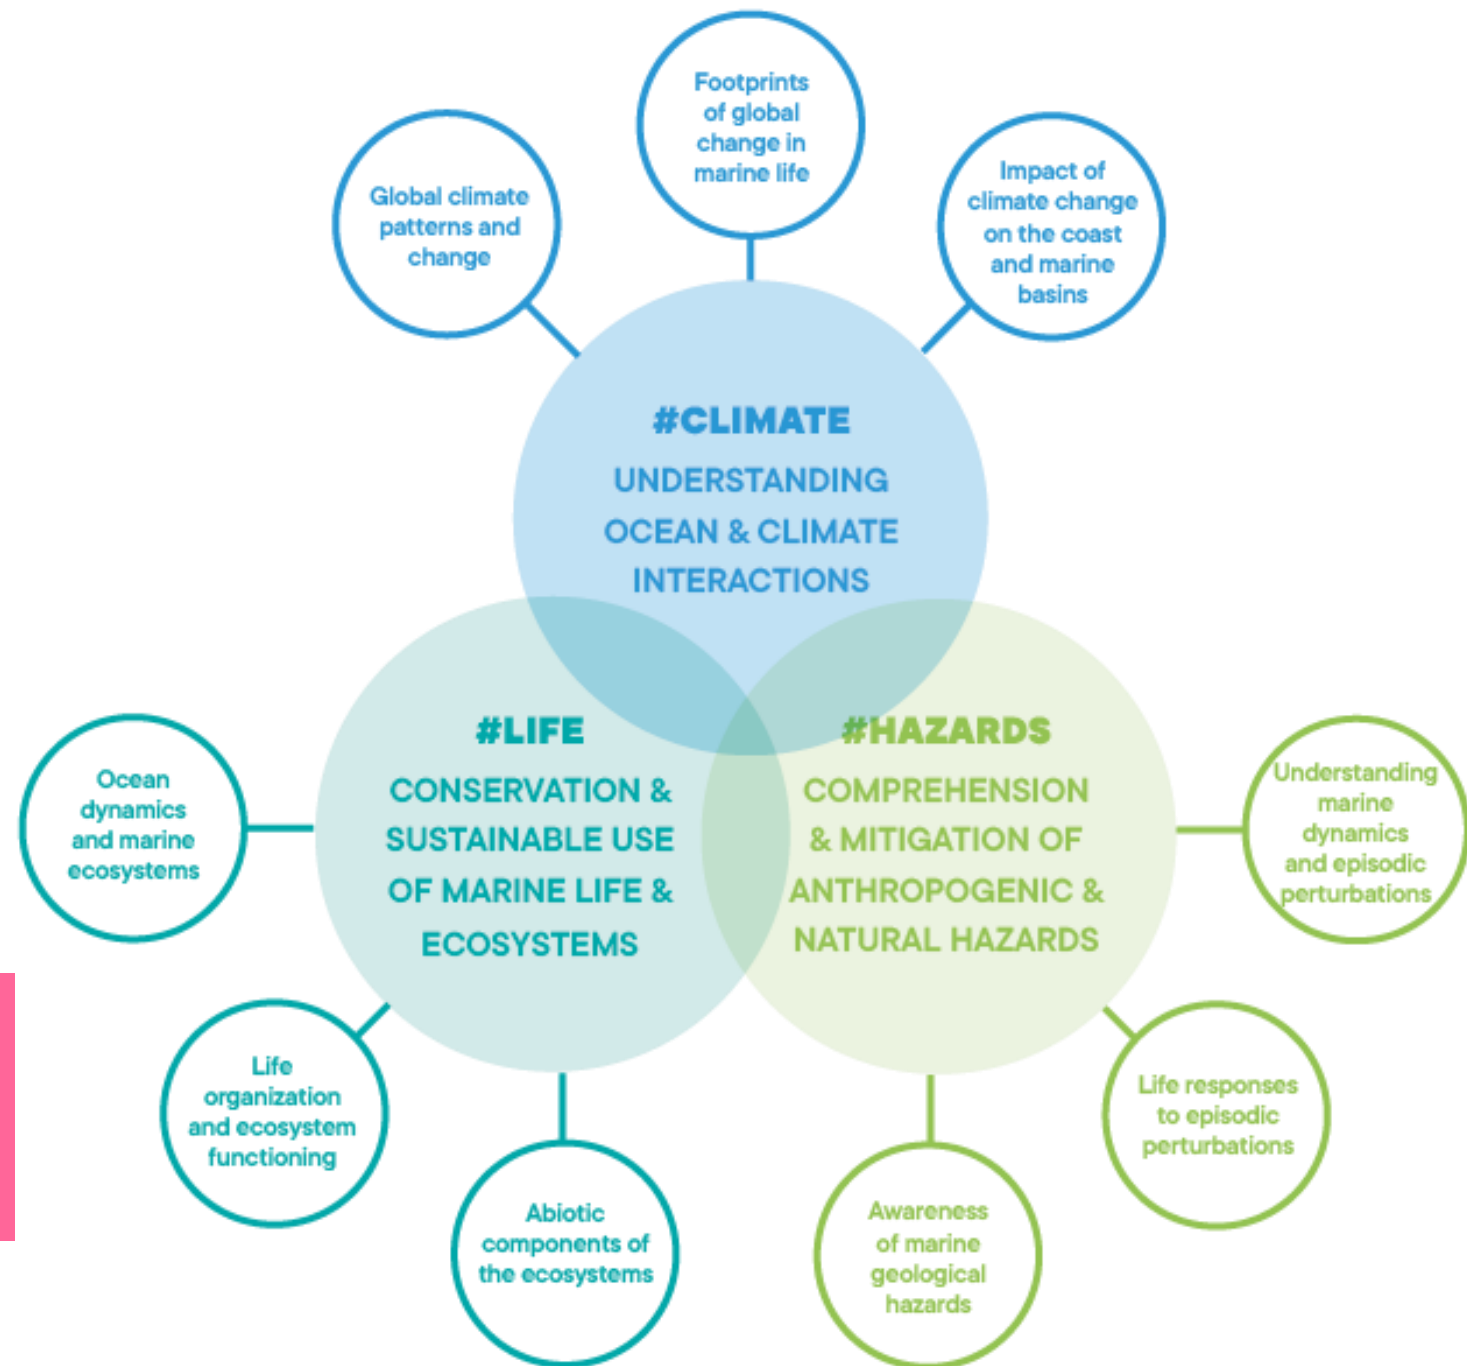 Footprints
of global
change in
marine life
Global climate
patterns and
change
Impact of
climate change
on the coast
and marine
basins
#CLIMATE
UNDERSTANDING
OCEAN & CLIMATE
INTERACTIONS
#LIFE
CONSERVATION &
SUSTAINABLE USE
OF MARINE LIFE &
ECOSYSTEMS
#HAZARDS
COMPREHENSION
& MITIGATION OF
ANTHROPOGENIC &
NATURAL HAZARDS
Ocean
dynamics
and marine
ecosystems
Understanding
marine
dynamics
and episodic
perturbations
Life
organization
and ecosystem
functioning
Life responses
to episodic
perturbations
Abiotic
components of
the ecosystems
Awareness
of marine
geological
hazards